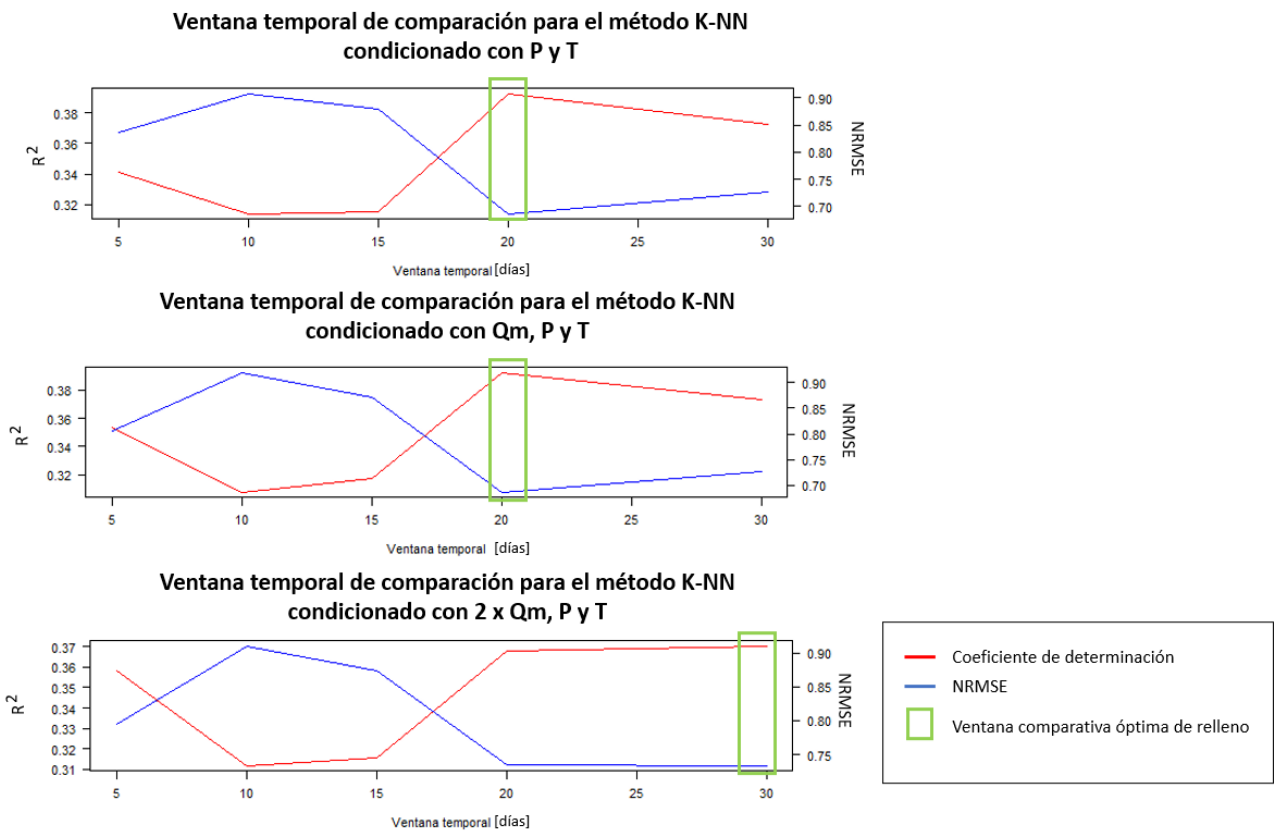 Ventana temporal de comparación para el método K-NN
condicionado con P y T
0.38
0.36
0.34
0.32
R²
0.90
0.85
0.80
0.75
0.70
NRMSE
5 10 15 20 25 30
Ventana temporal [días]
Ventana temporal de comparación para el método K-NN
condicionado con Qm, P y T
0.38
0.36
0.34
0.32
R²
0.90
0.85
0.80
0.75
0.70
NRMSE
5 10 15 20 25 30
Ventana temporal [días]
Ventana temporal de comparación para el método K-NN
condicionado con 2 x Qm, P y T
0.37
0.36
0.35
0.34
0.33
0.32
0.31
R²
0.90
0.85
0.80
0.75
NRMSE
5 10 15 20 25 30
Ventana temporal [días]
Coeficiente de determinación
NRMSE
Ventana comparativa óptima de relleno